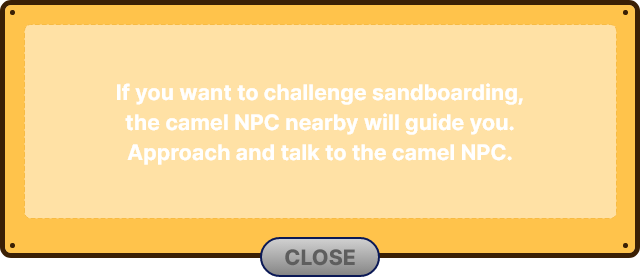 If you want to challenge sandboarding,
the camel NPC nearby will guide you.
Approach and talk to the camel NPC.
CLOSE